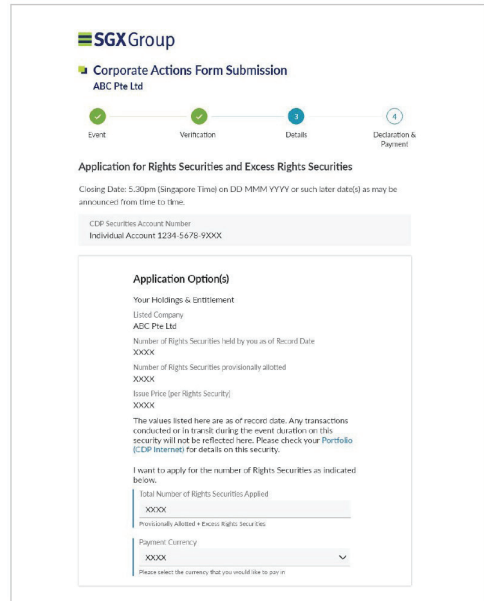 SGXGroup
Corporate Actions Form Submission
ABC Pte Ltd
3
4
Event
Verification
Details
Declaration &
Payment
Application for Rights Securities and Excess Rights Securities
Closing Date: 5.30pm (Singapore Time) on DD MMM YYYY or such later date(s) as may be
announced from time to time.
CDP Securities Account Number
Individual Account 1234-5678-9XXX
Application Option(s)
Your Holdings & Entitlement
Listed Company
ABC Pte Ltd
Number of Rights Securities held by you as of Record Date
XXXX
Number of Rights Securities provisionally allotted
XXXX
Issue Price (per Rights Security)
XXXX
The values listed here are as of record date. Any transactions
conducted or in transit during the event duration on this
security will not be reflected here. Please check your Portfolio
(CDP Internet) for details on this security.
I want to apply for the number of Rights Securities as indicated
below.
Total Number of Rights Securities Applied
XXXX
Provisionally Allotted + Excess Rights Securities
Payment Currency
XXXX
Please select the currency that you would like to pay in